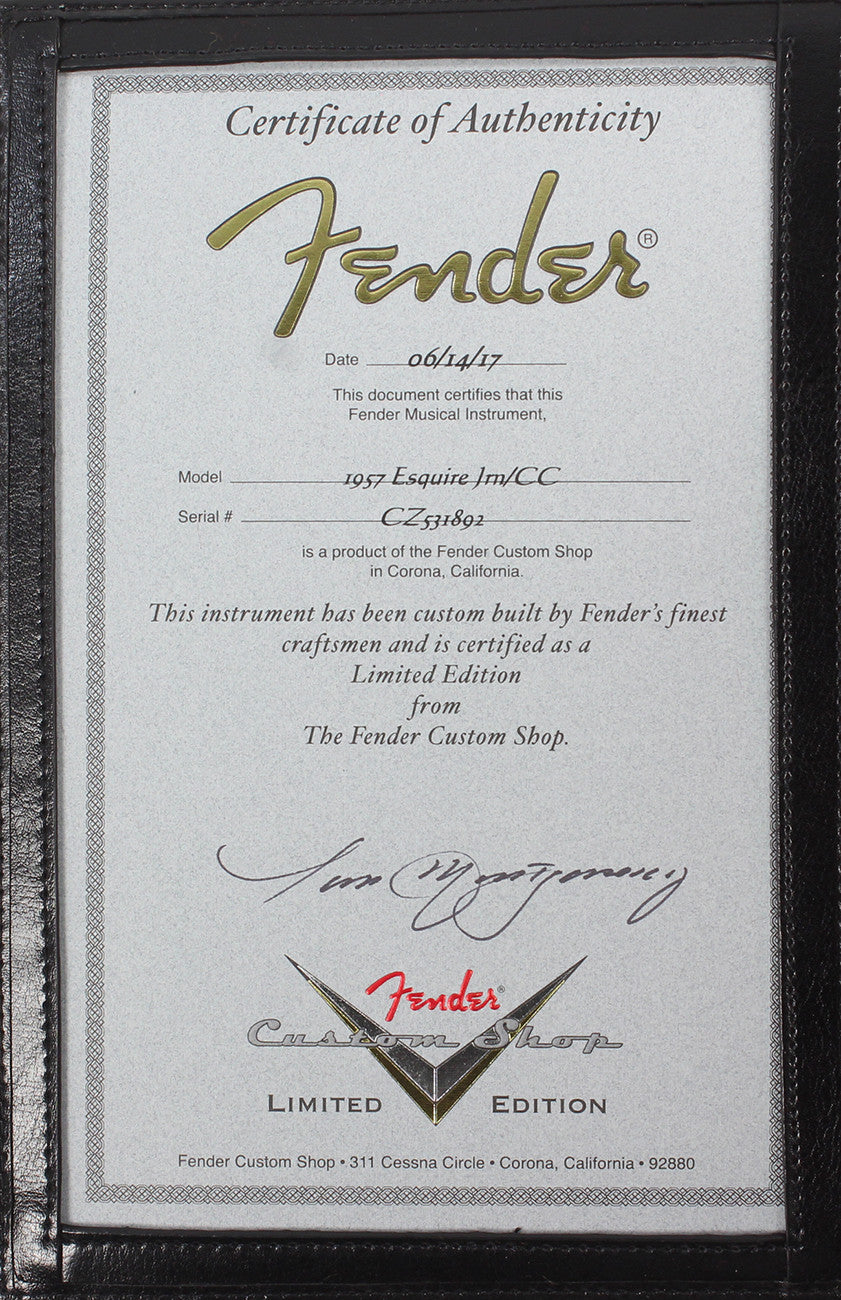 Certificate of Authenticity
Fender®
Date 06/14/17
This document certifies that this
Fender Musical Instrument,
Model 1957 Esquire Jrn/CC
Serial # CZ531892
is a product of the Fender Custom Shop
in Corona, California.
This instrument has been custom built by Fender's finest
craftsmen and is certified as a
Limited Edition
from
The Fender Custom Shop.
Montgomery
Fender®
Custom Shop
LIMITED EDITION
Fender Custom Shop • 311 Cessna Circle • Corona, California • 92880